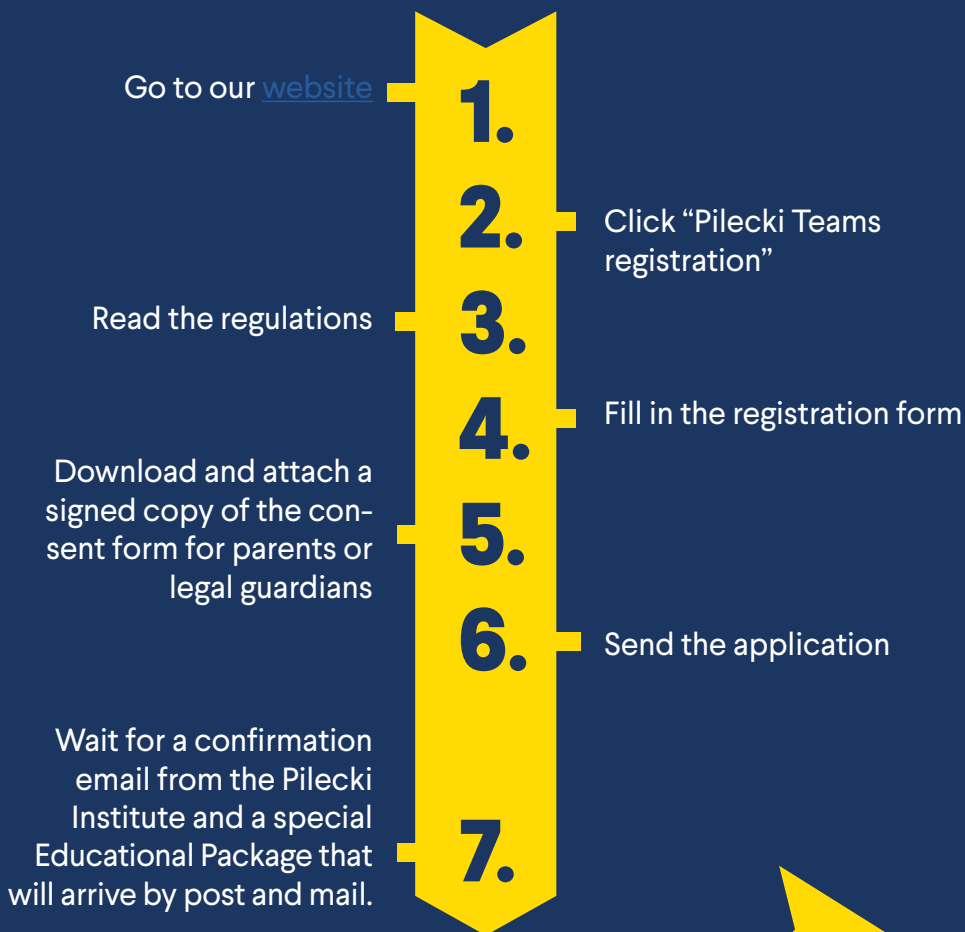 Go to our website
1.
2.
Click “Pilecki Teams
registration”
Read the regulations
3.
4.
Fill in the registration form
Download and attach a
signed copy of the con-
sent form for parents or
legal guardians
5.
6.
Send the application
Wait for a confirmation
email from the Pilecki
Institute and a special
Educational Package that
will arrive by post and mail.
7.